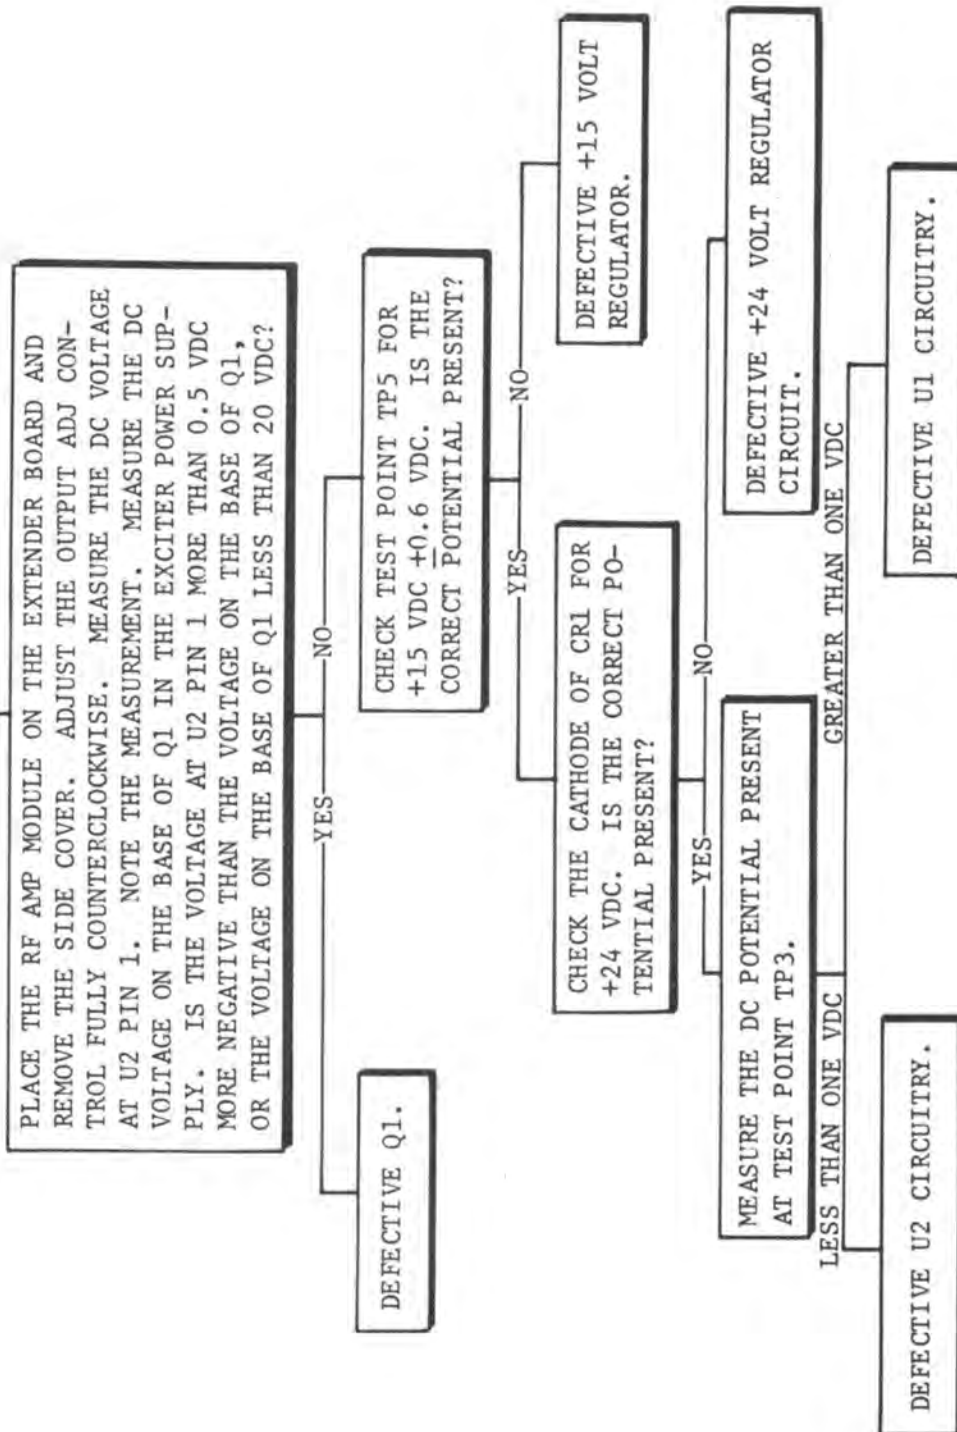 PLACE THE RF AMP MODULE ON THE EXTENDER BOARD AND
REMOVE THE SIDE COVER. ADJUST THE OUTPUT ADJ CON-
TROL FULLY COUNTERCLOCKWISE. MEASURE THE DC VOLTAGE
AT U2 PIN 1. NOTE THE MEASUREMENT. MEASURE THE DC
VOLTAGE ON THE BASE OF Q1 IN THE EXCITER POWER SUP-
PLY. IS THE VOLTAGE AT U2 PIN 1 MORE THAN 0.5 VDC
MORE NEGATIVE THAN THE VOLTAGE ON THE BASE OF Q1,
OR THE VOLTAGE ON THE BASE OF Q1 LESS THAN 20 VDC?
YES
NO
DEFECTIVE Q1.
CHECK TEST POINT TP5 FOR
+15 VDC ±0.6 VDC. IS THE
CORRECT POTENTIAL PRESENT?
YES
NO
CHECK THE CATHODE OF CR1 FOR
+24 VDC. IS THE CORRECT PO-
TENTIAL PRESENT?
DEFECTIVE +15 VOLT
REGULATOR.
YES
NO
MEASURE THE DC POTENTIAL PRESENT
AT TEST POINT TP3.
DEFECTIVE +24 VOLT REGULATOR
CIRCUIT.
LESS THAN ONE VDC
GREATER THAN ONE VDC
DEFECTIVE U2 CIRCUITRY.
DEFECTIVE U1 CIRCUITRY.